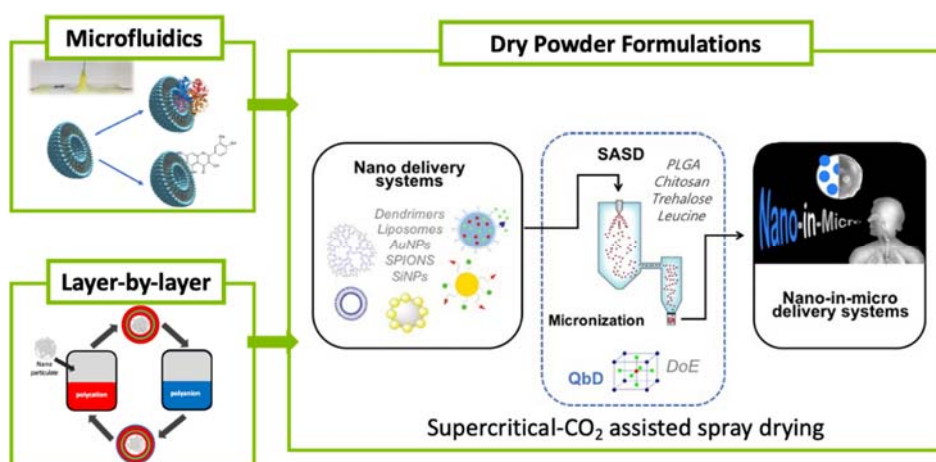 Microfluidics
Layer-by-layer
Nano
particulate
polycation
polyanion
Dry Powder Formulations
Nano delivery
systems
Dendrimers
Liposomes
AuNPs
SPIONS
SiNPs
SASD
PLGA
Chitosan
Trehalose
Leucine
Micronization
QbD
DoE
Nano-in-Micro
Nano-in-micro
delivery systems
Supercritical-CO₂ assisted spray drying